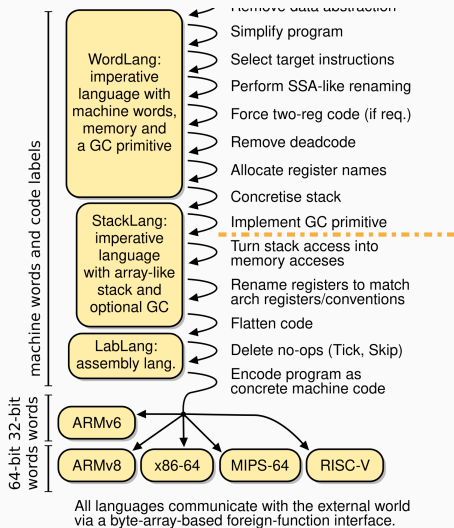 Remove data abstraction
Simplify program
WordLang:
imperative
language with
machine words,
memory and
a GC primitive
Select target instructions
Perform SSA-like renaming
Force two-reg code (if req.)
Remove deadcode
Allocate register names
Concretise stack
StackLang:
imperative
language
with array-like
stack and
optional GC
Implement GC primitive
Turn stack access into
memory acceses
Rename registers to match
arch registers/conventions
Flatten code
LabLang:
assembly lang.
Delete no-ops (Tick, Skip)
Encode program as
concrete machine code
machine words and code labels
32-bit
words
ARMv6
64-bit
words
ARMv8
x86-64
MIPS-64
RISC-V
All languages communicate with the external world
via a byte-array-based foreign-function interface.